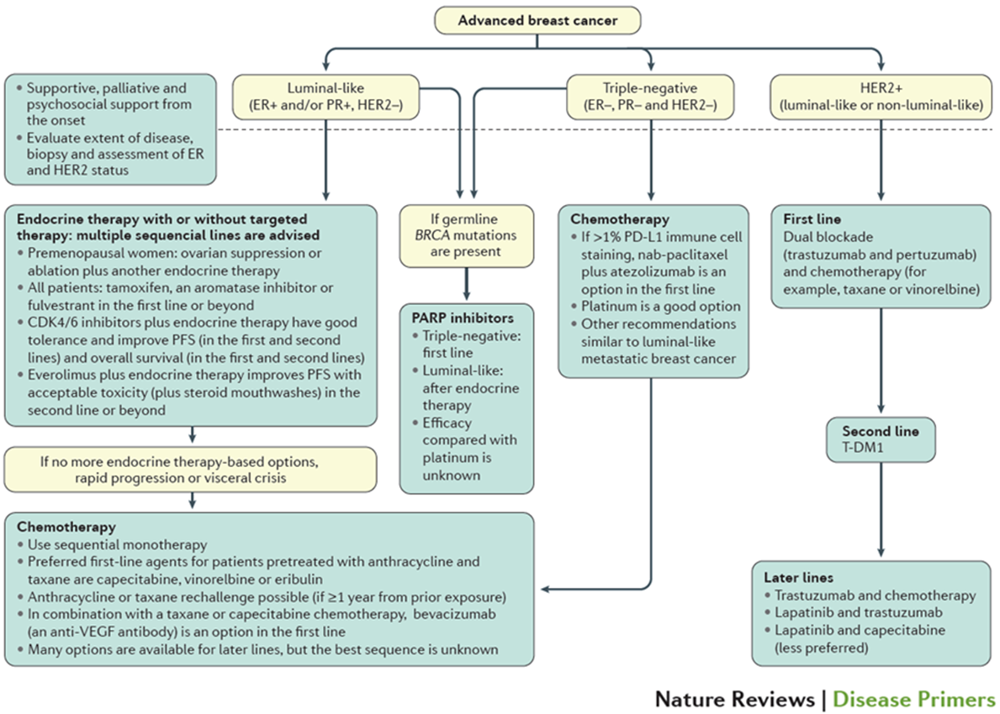 Advanced breast cancer
• Supportive, palliative and
psychosocial support from
the onset
• Evaluate extent of disease,
biopsy and assessment of ER
and HER2 status
Luminal-like
(ER+ and/or PR+, HER2–)
Triple-negative
(ER–, PR– and HER2–)
HER2+
(luminal-like or non-luminal-like)
Endocrine therapy with or without targeted
therapy: multiple sequencial lines are advised
• Premenopausal women: ovarian suppression or
ablation plus another endocrine therapy
• All patients: tamoxifen, an aromatase inhibitor or
fulvestrant in the first line or beyond
• CDK4/6 inhibitors plus endocrine therapy have good
tolerance and improve PFS (in the first and second
lines) and overall survival (in the first and second lines)
• Everolimus plus endocrine therapy improves PFS with
acceptable toxicity (plus steroid mouthwashes) in the
second line or beyond
If germline
BRCA mutations
are present
Chemotherapy
• If >1% PD-L1 immune cell
staining, nab-paclitaxel
plus atezolizumab is an
option in the first line
• Platinum is a good option
• Other recommendations
similar to luminal-like
metastatic breast cancer
First line
Dual blockade
(trastuzumab and pertuzumab)
and chemotherapy (for
example, taxane or vinorelbine)
PARP inhibitors
• Triple-negative:
first line
• Luminal-like:
after endocrine
therapy
• Efficacy
compared with
platinum is
unknown
Second line
T-DM1
If no more endocrine therapy-based options,
rapid progression or visceral crisis
Chemotherapy
• Use sequential monotherapy
• Preferred first-line agents for patients pretreated with anthracycline and
taxane are capecitabine, vinorelbine or eribulin
• Anthracycline or taxane rechallenge possible (if ≥1 year from prior exposure)
• In combination with a taxane or capecitabine chemotherapy, bevacizumab
(an anti-VEGF antibody) is an option in the first line
• Many options are available for later lines, but the best sequence is unknown
Later lines
• Trastuzumab and chemotherapy
• Lapatinib and trastuzumab
• Lapatinib and capecitabine
(less preferred)
Nature Reviews | Disease Primers